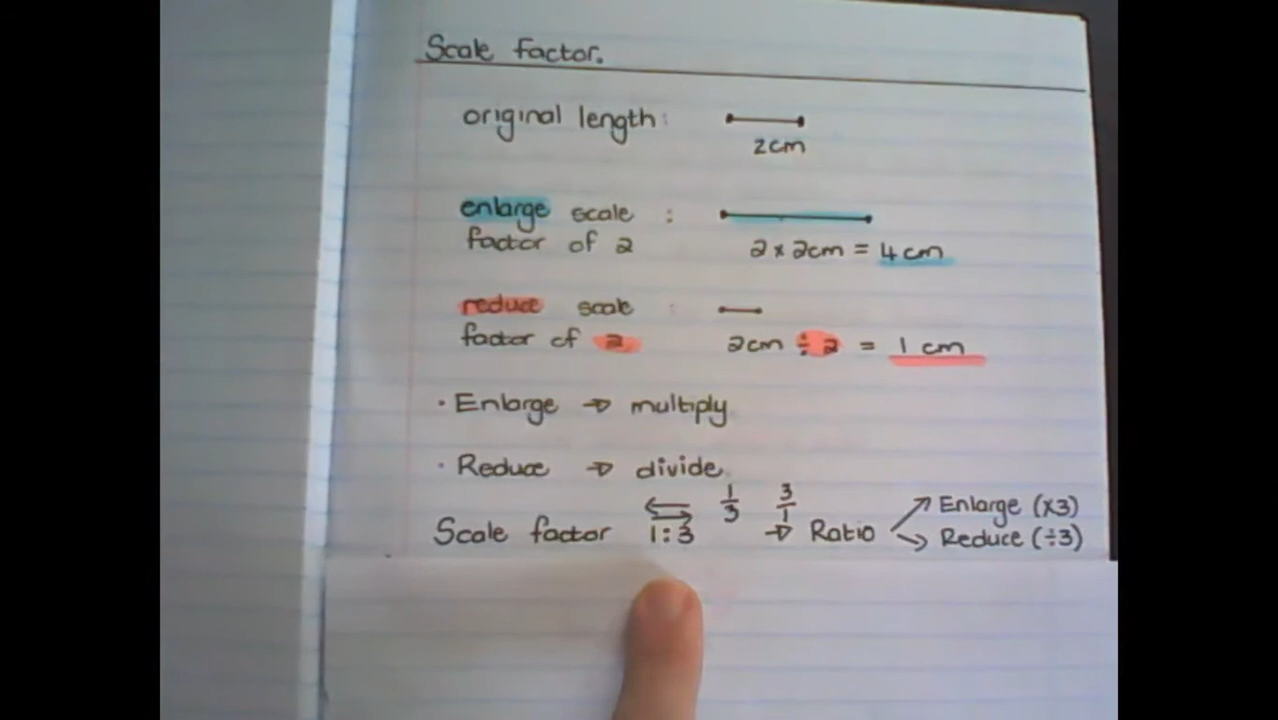 Scale factor.
original length:
2cm
enlarge scale :
factor of 2 2 × 2cm = 4cm
reduce scale :
factor of 2 2cm ÷ 2 = 1 cm
· Enlarge → multiply
· Reduce → divide
1/3 3/1
Scale factor 1:3 → Ratio
Enlarge (×3)
Reduce (÷3)